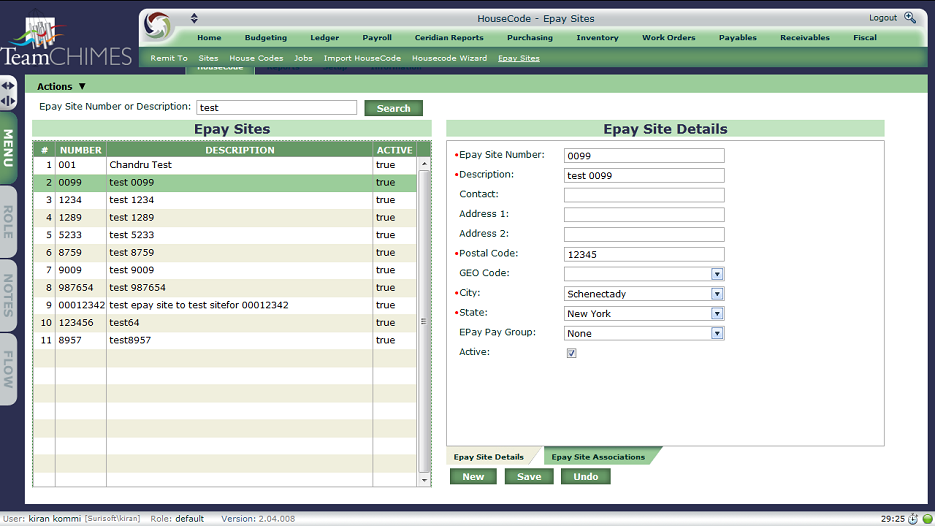 TeamCHIMES
HouseCode - Epay Sites
Logout
Home Budgeting Ledger Payroll Ceridian Reports Purchasing Inventory Work Orders Payables Receivables Fiscal
Remit To Sites House Codes Jobs Import HouseCode Housecode Wizard Epay Sites
HouseCode
Actions ▼
Epay Site Number or Description: test Search
MENU
ROLE
NOTES
FLOW
Epay Sites
# NUMBER DESCRIPTION ACTIVE
1 001 Chandru Test true
2 0099 test 0099 true
3 1234 test 1234 true
4 1289 test 1289 true
5 5233 test 5233 true
6 8759 test 8759 true
7 9009 test 9009 true
8 987654 test 987654 true
9 00012342 test epay site to test sitefor 00012342 true
10 123456 test64 true
11 8957 test8957 true
Epay Site Details
•Epay Site Number: 0099
•Description: test 0099
Contact:
Address 1:
Address 2:
•Postal Code: 12345
GEO Code:
•City: Schenectady
•State: New York
EPay Pay Group: None
Active:
Epay Site Details Epay Site Associations
New Save Undo
User: kiran kommi [Surisoft\kiran] Role: default Version: 2.04.008 29:25